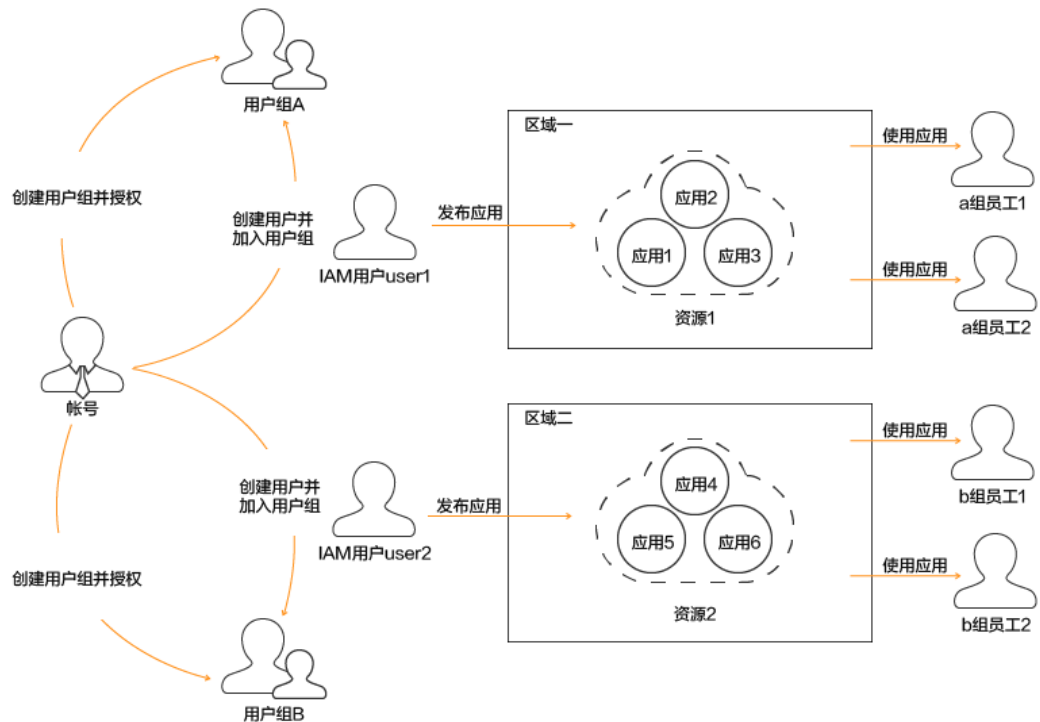 用户组A
创建用户组并授权
创建用户并
加入用户组
IAM用户user1
发布应用
区域一
应用2
应用1
应用3
资源1
使用应用
a组员工1
使用应用
a组员工2
帐号
创建用户并
加入用户组
IAM用户user2
发布应用
区域二
应用4
应用5
应用6
资源2
使用应用
b组员工1
使用应用
b组员工2
创建用户组并授权
用户组B